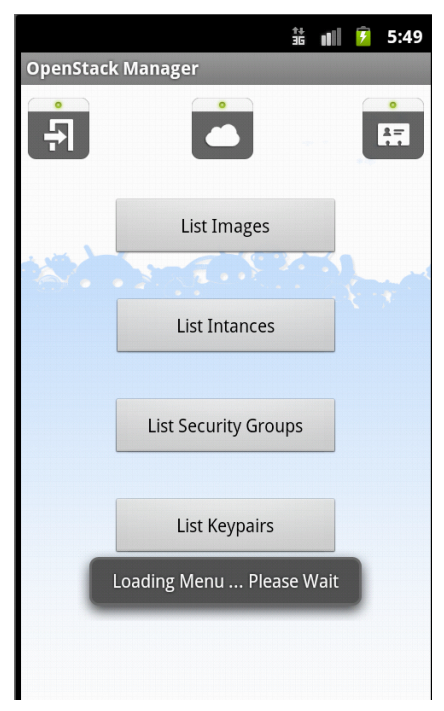 3G 5:49
OpenStack Manager
List Images
List Intances
List Security Groups
List Keypairs
Loading Menu ... Please Wait